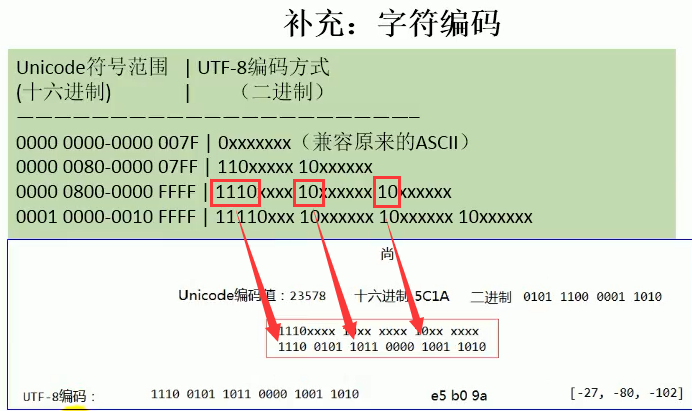 补充：字符编码
Unicode符号范围 | UTF-8编码方式
(十六进制) | （二进制）
————————————————————————
0000 0000-0000 007F | 0xxxxxxx（兼容原来的ASCII）
0000 0080-0000 07FF | 110xxxxx 10xxxxxx
0000 0800-0000 FFFF | 1110xxxx 10xxxxxx 10xxxxxx
0001 0000-0010 FFFF | 11110xxx 10xxxxxx 10xxxxxx 10xxxxxx
尚
Unicode编码值：23578 十六进制 5C1A 二进制 0101 1100 0001 1010
1110xxxx 10xx xxxx 10xx xxxx
1110 0101 1011 0000 1001 1010
UTF-8编码： 1110 0101 1011 0000 1001 1010 e5 b0 9a [-27, -80, -102]